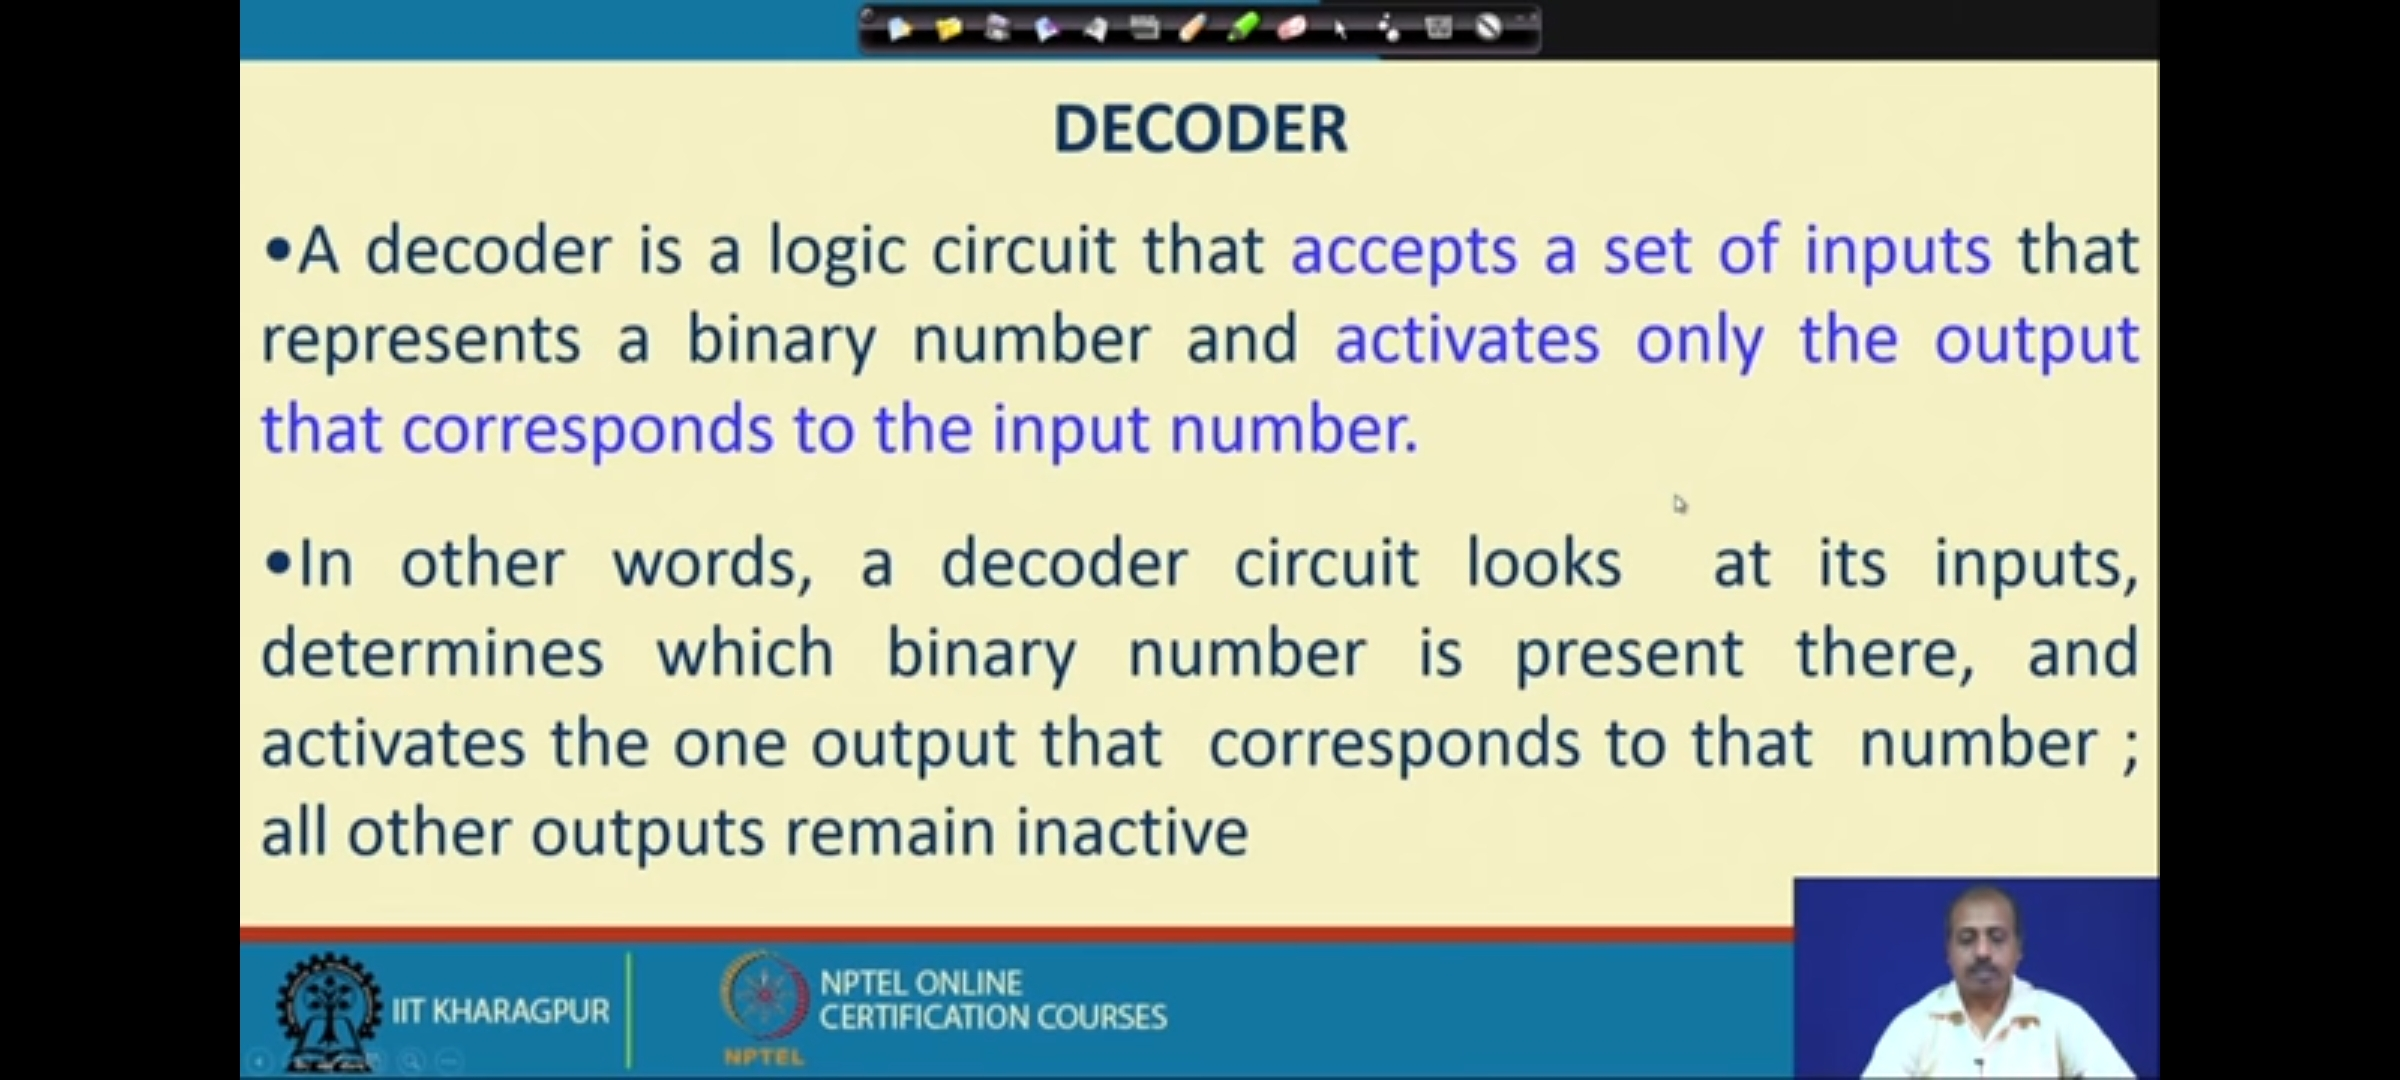 DECODER
•A decoder is a logic circuit that accepts a set of inputs that
represents a binary number and activates only the output
that corresponds to the input number.
•In other words, a decoder circuit looks at its inputs,
determines which binary number is present there, and
activates the one output that corresponds to that number ;
all other outputs remain inactive
IIT KHARAGPUR
NPTEL ONLINE
CERTIFICATION COURSES
NPTEL